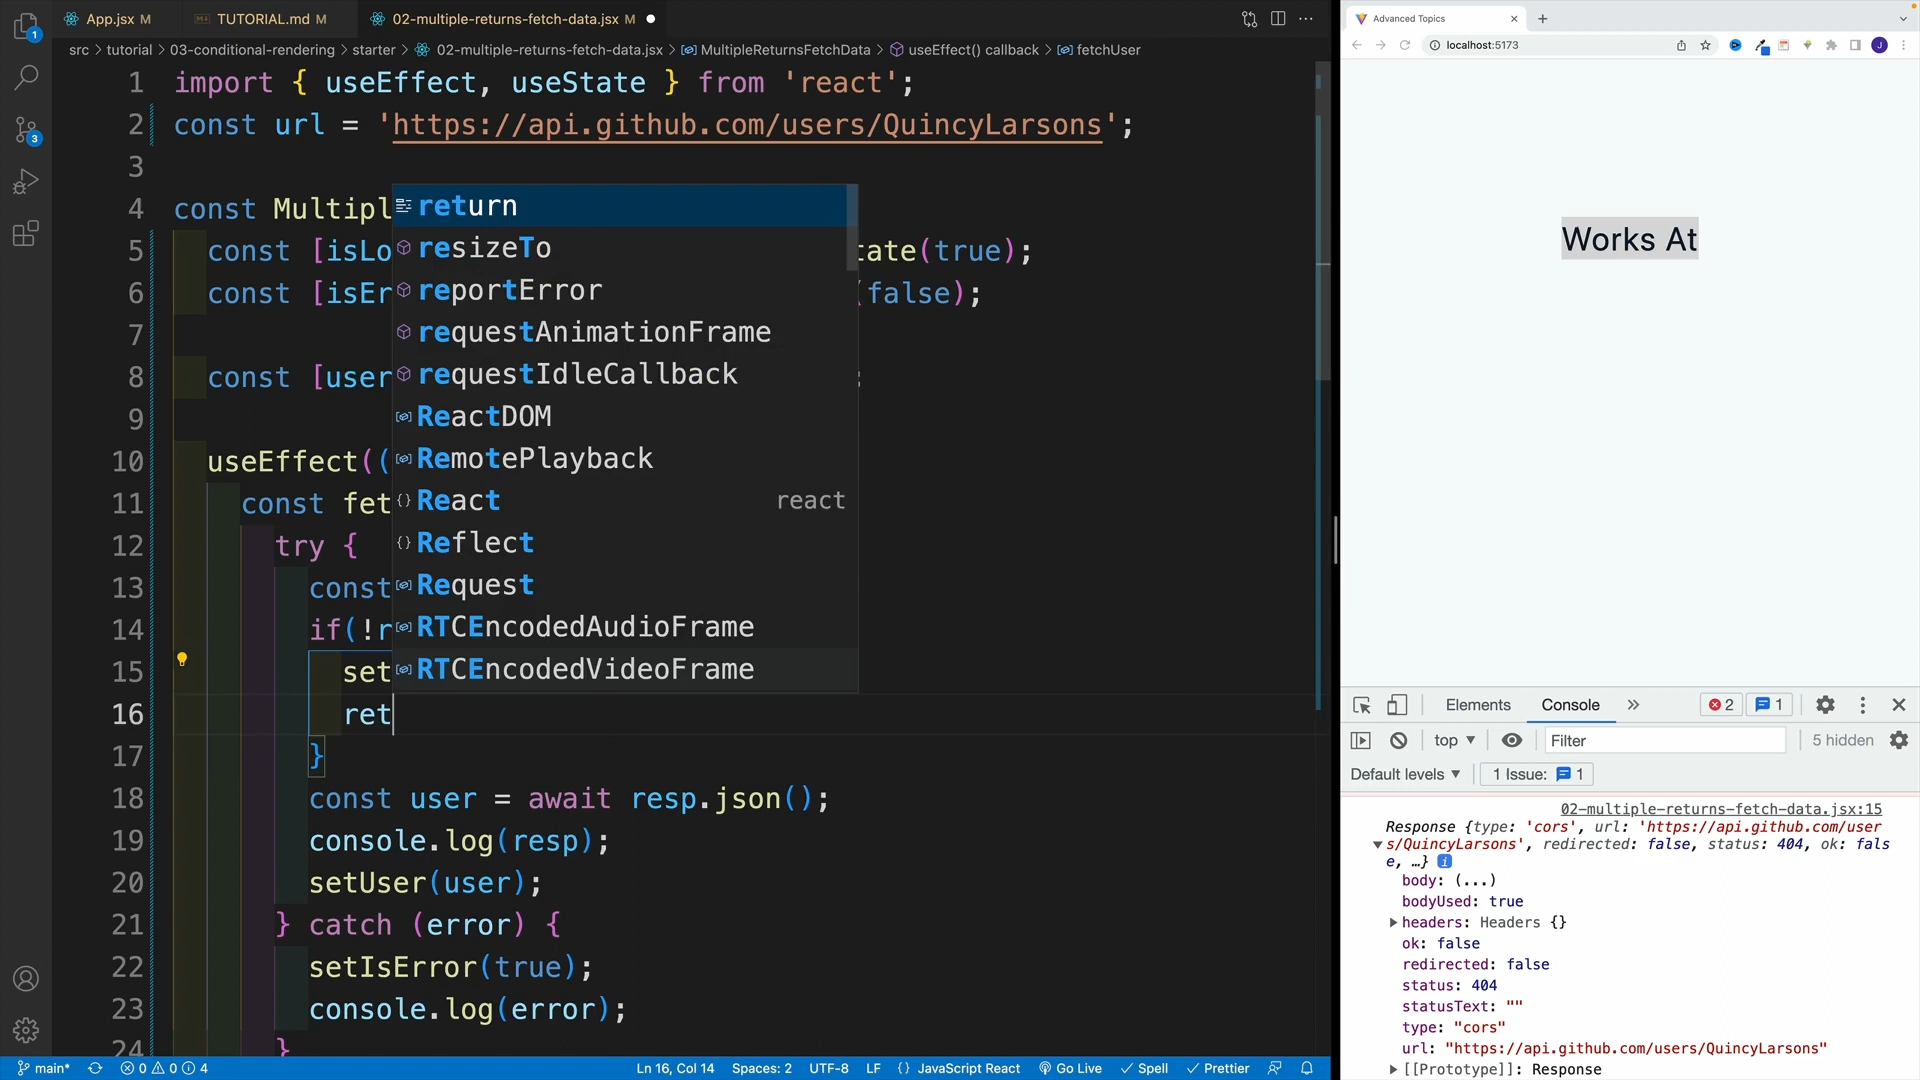 App.jsx M
TUTORIAL.md M
02-multiple-returns-fetch-data.jsx M
src > tutorial > 03-conditional-rendering > starter > 02-multiple-returns-fetch-data.jsx > MultipleReturnsFetchData > useEffect() callback > fetchUser
1 import { useEffect, useState } from 'react';
2 const url = 'https://api.github.com/users/QuincyLarsons';
3
4 const Multipl
5 const [isLo tate(true);
6 const [isEr (false);
7
8 const [user ;
9
10 useEffect((
11 const fet
12 try {
13 const
14 if(!r
15 set
16 ret
17 }
18 const user = await resp.json();
19 console.log(resp);
20 setUser(user);
21 } catch (error) {
22 setIsError(true);
23 console.log(error);
24 }
return
resizeTo
reportError
requestAnimationFrame
requestIdleCallback
ReactDOM
RemotePlayback
React react
Reflect
Request
RTCEncodedAudioFrame
RTCEncodedVideoFrame
1
3
main* 0 0 4
Ln 16, Col 14 Spaces: 2 UTF-8 LF {} JavaScript React Go Live Spell Prettier
Advanced Topics
localhost:5173
J
Works At
Elements Console 2 1
top Filter 5 hidden
Default levels 1 Issue: 1
02-multiple-returns-fetch-data.jsx:15
Response {type: 'cors', url: 'https://api.github.com/user
s/QuincyLarsons', redirected: false, status: 404, ok: fals
e, …} i
body: (...)
bodyUsed: true
headers: Headers {}
ok: false
redirected: false
status: 404
statusText: ""
type: "cors"
url: "https://api.github.com/users/QuincyLarsons"
[[Prototype]]: Response